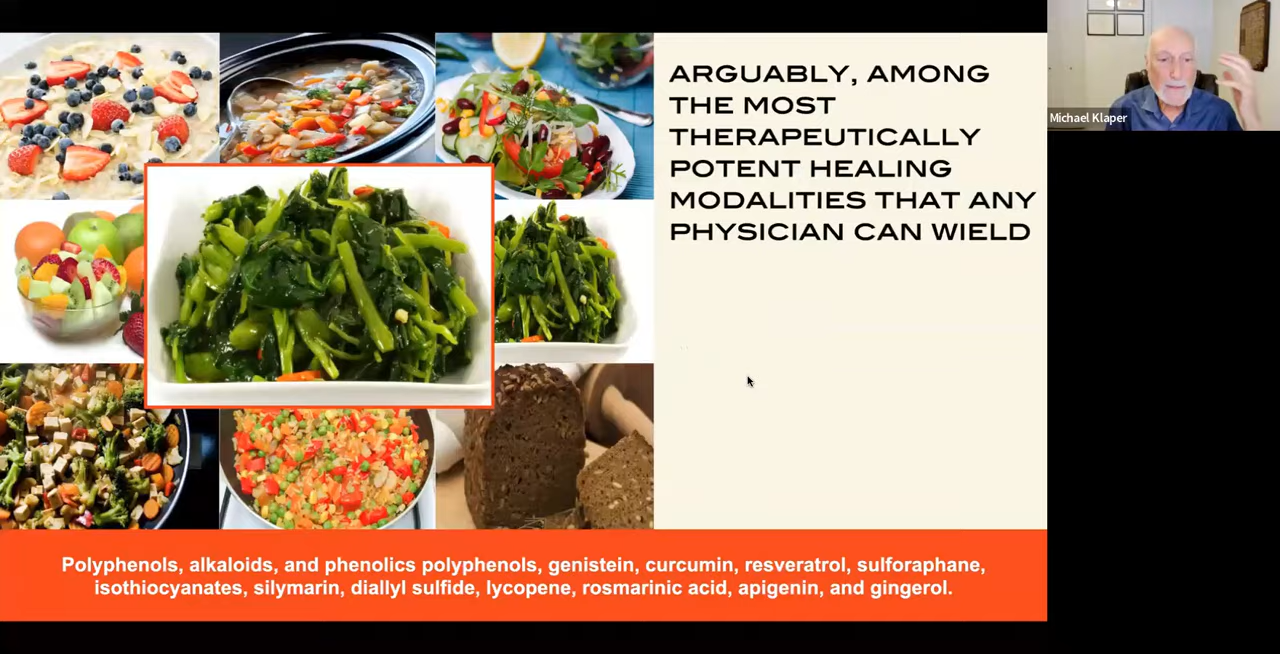 ARGUABLY, AMONG
THE MOST
THERAPEUTICALLY
POTENT HEALING
MODALITIES THAT ANY
PHYSICIAN CAN WIELD
Michael Klaper
Polyphenols, alkaloids, and phenolics polyphenols, genistein, curcumin, resveratrol, sulforaphane,
isothiocyanates, silymarin, diallyl sulfide, lycopene, rosmarinic acid, apigenin, and gingerol.